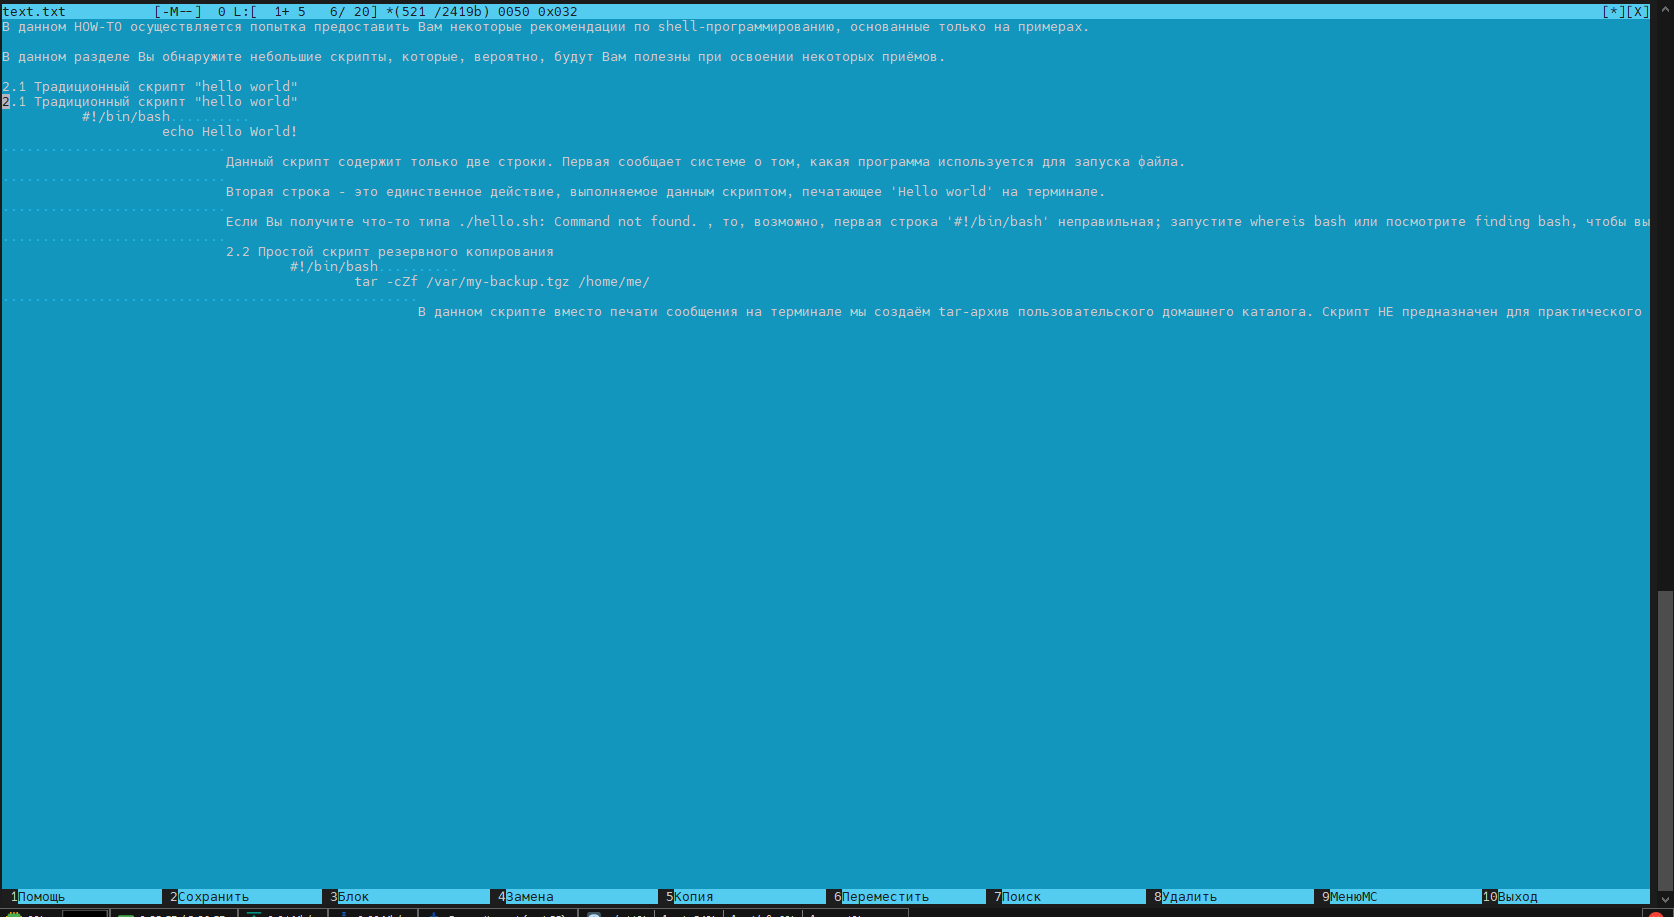 text.txt [-M--] 0 L:[ 1+ 5 6/ 20] *(521 /2419b) 0050 0x032 [*][X]
В данном HOW-TO осуществляется попытка предоставить Вам некоторые рекомендации по shell-программированию, основанные только на примерах.
В данном разделе Вы обнаружите небольшие скрипты, которые, вероятно, будут Вам полезны при освоении некоторых приёмов.
2.1 Традиционный скрипт "hello world"
2.1 Традиционный скрипт "hello world"
#!/bin/bash..........
echo Hello World!
............................
Данный скрипт содержит только две строки. Первая сообщает системе о том, какая программа используется для запуска файла.
............................
Вторая строка - это единственное действие, выполняемое данным скриптом, печатающее 'Hello world' на терминале.
............................
Если Вы получите что-то типа ./hello.sh: Command not found. , то, возможно, первая строка '#!/bin/bash' неправильная; запустите whereis bash или посмотрите finding bash, чтобы вы
............................
2.2 Простой скрипт резервного копирования
#!/bin/bash..........
tar -cZf /var/my-backup.tgz /home/me/
....................................................
В данном скрипте вместо печати сообщения на терминале мы создаём tar-архив пользовательского домашнего каталога. Скрипт НЕ предназначен для практического
1Помощь 2Сохранить 3Блок 4Замена 5Копия 6Переместить 7Поиск 8Удалить 9МенюMC 10Выход